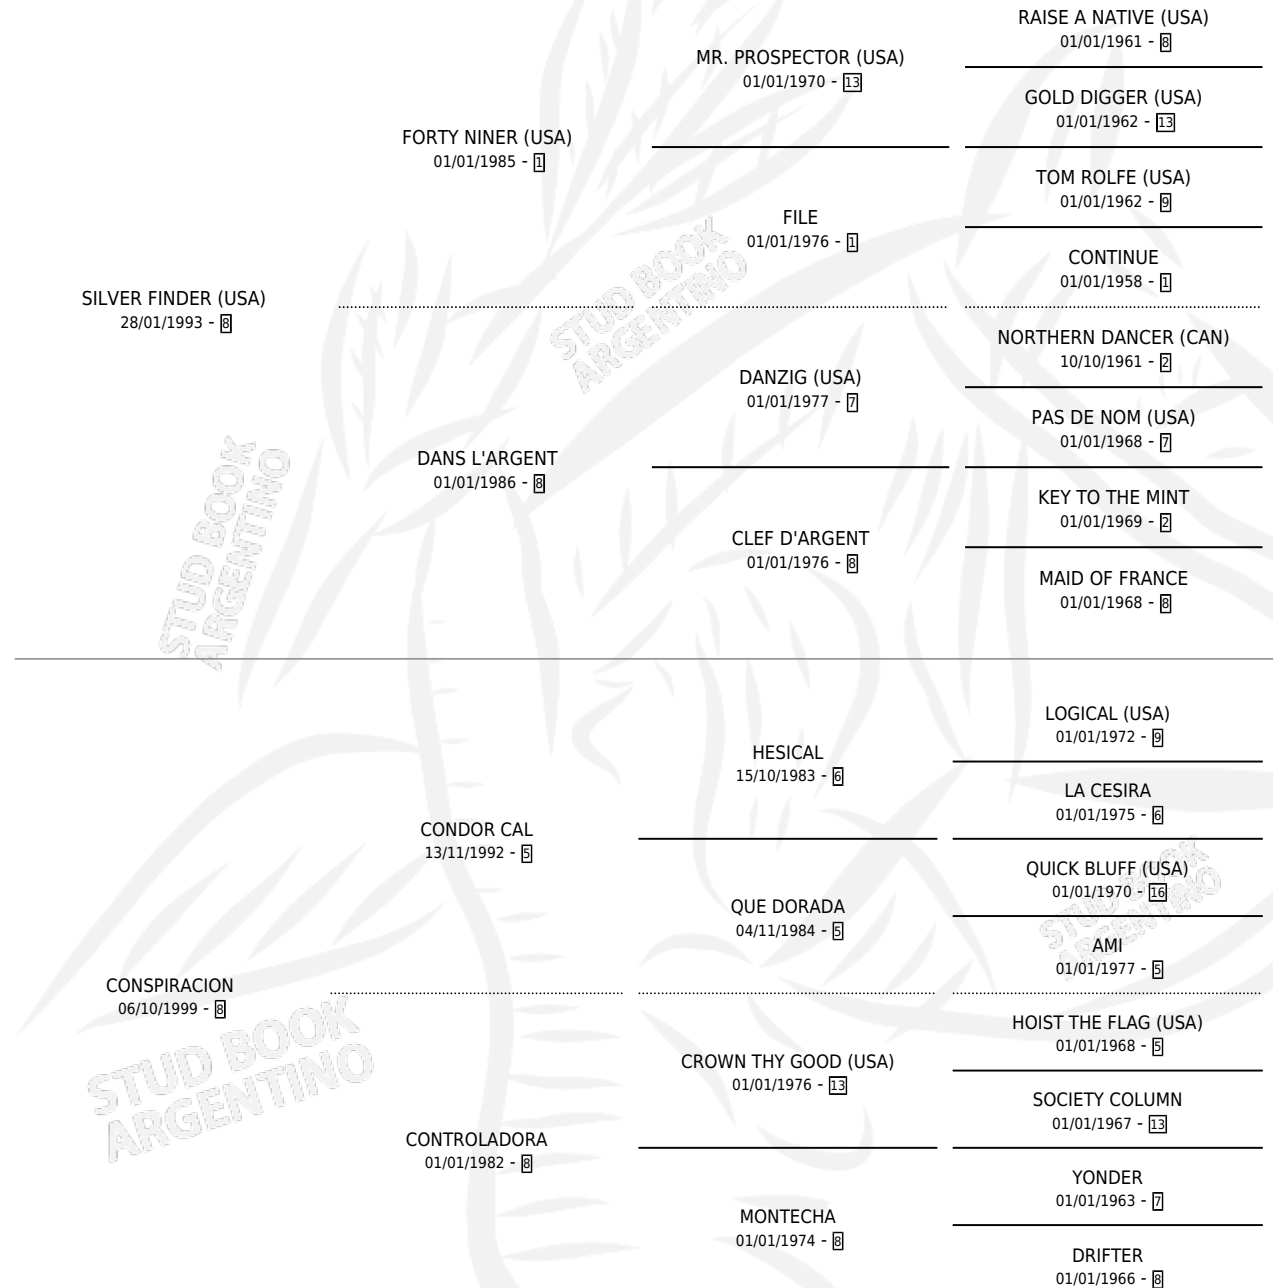 RAISE A NATIVE (USA)
01/01/1961 - 8
MR. PROSPECTOR (USA)
01/01/1970 - 13
GOLD DIGGER (USA)
01/01/1962 - 13
FORTY NINER (USA)
01/01/1985 - 1
TOM ROLFE (USA)
01/01/1962 - 9
FILE
01/01/1976 - 1
CONTINUE
01/01/1958 - 1
SILVER FINDER (USA)
28/01/1993 - 8
NORTHERN DANCER (CAN)
10/10/1961 - 2
DANZIG (USA)
01/01/1977 - 7
PAS DE NOM (USA)
01/01/1968 - 7
DANS L'ARGENT
01/01/1986 - 8
KEY TO THE MINT
01/01/1969 - 2
CLEF D'ARGENT
01/01/1976 - 8
MAID OF FRANCE
01/01/1968 - 8
LOGICAL (USA)
01/01/1972 - 9
HESICAL
15/10/1983 - 6
LA CESIRA
01/01/1975 - 6
CONDOR CAL
13/11/1992 - 5
QUICK BLUFF (USA)
01/01/1970 - 16
QUE DORADA
04/11/1984 - 5
AMI
01/01/1977 - 5
CONSPIRACION
06/10/1999 - 8
HOIST THE FLAG (USA)
01/01/1968 - 5
CROWN THY GOOD (USA)
01/01/1976 - 13
SOCIETY COLUMN
01/01/1967 - 13
CONTROLADORA
01/01/1982 - 8
YONDER
01/01/1963 - 7
MONTECHA
01/01/1974 - 8
DRIFTER
01/01/1966 - 8
STUD BOOK
ARGENTINO
STUD BOOK
ARGENTINO
STUD BOOK
ARGENTINO
STUD BOOK
ARGENTINO